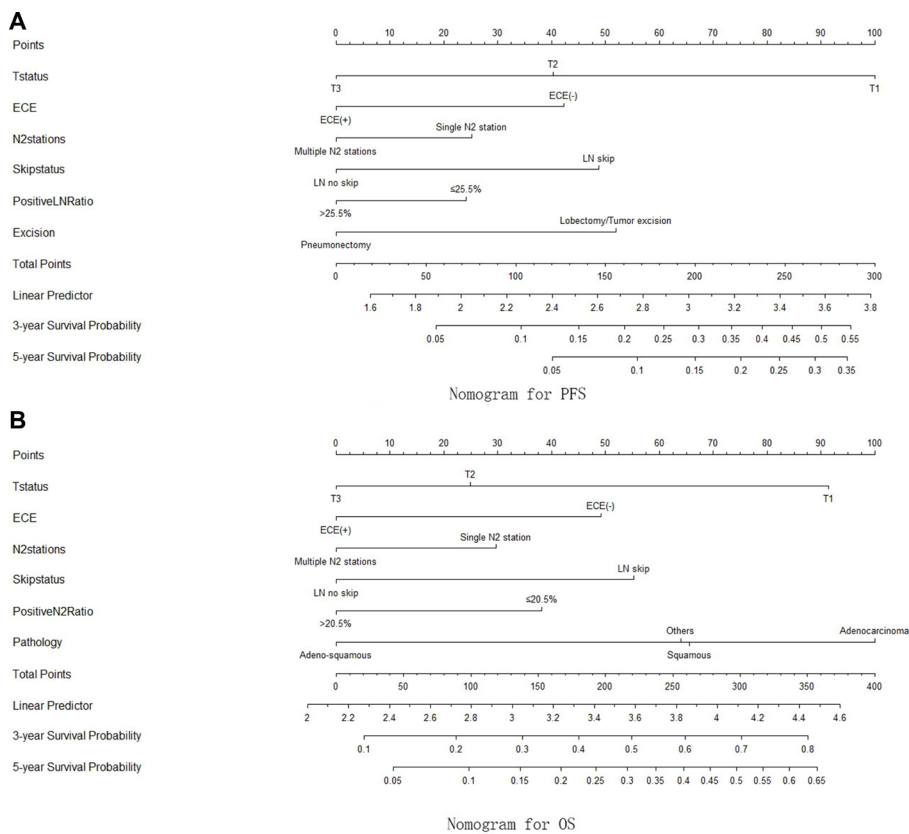 A
Points 0 10 20 30 40 50 60 70 80 90 100
Tstatus T2
T3 T1
ECE ECE(-)
ECE(+)
N2stations Single N2 station
Multiple N2 stations
Skipstatus LN skip
LN no skip
PositiveLNRatio ≤25.5%
>25.5%
Excision Lobectomy/Tumor excision
Pneumonectomy
Total Points
0 50 100 150 200 250 300
Linear Predictor
1.6 1.8 2 2.2 2.4 2.6 2.8 3 3.2 3.4 3.6 3.8
3-year Survival Probability
0.05 0.1 0.15 0.2 0.25 0.3 0.35 0.4 0.45 0.5 0.55
5-year Survival Probability
0.05 0.1 0.15 0.2 0.25 0.3 0.35
Nomogram for PFS
B
Points 0 10 20 30 40 50 60 70 80 90 100
Tstatus T2
T3 T1
ECE ECE(-)
ECE(+)
N2stations Single N2 station
Multiple N2 stations
Skipstatus LN skip
LN no skip
PositiveN2Ratio ≤20.5%
>20.5%
Pathology Others Adenocarcinoma
Adeno-squamous Squamous
Total Points
0 50 100 150 200 250 300 350 400
Linear Predictor
2 2.2 2.4 2.6 2.8 3 3.2 3.4 3.6 3.8 4 4.2 4.4 4.6
3-year Survival Probability
0.1 0.2 0.3 0.4 0.5 0.6 0.7 0.8
5-year Survival Probability
0.05 0.1 0.15 0.2 0.25 0.3 0.35 0.4 0.45 0.5 0.55 0.6 0.65
Nomogram for OS